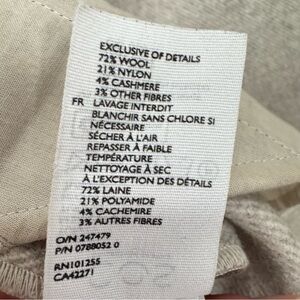 EXCLUSIVE OF DETAILS
72% WOOL
21% NYLON
4% CASHMERE
3% OTHER FIBRES
FR LAVAGE INTERDIT
BLANCHIR SANS CHLORE SI
NÉCESSAIRE
SÉCHER À L'AIR
REPASSER À FAIBLE
TEMPÉRATURE
NETTOYAGE À SEC
À L'EXCEPTION DES DÉTAILS
72% LAINE
21% POLYAMIDE
4% CACHEMIRE
3% AUTRES FIBRES
O/N 247479
P/N 0788052 0
RN101255
CA42271